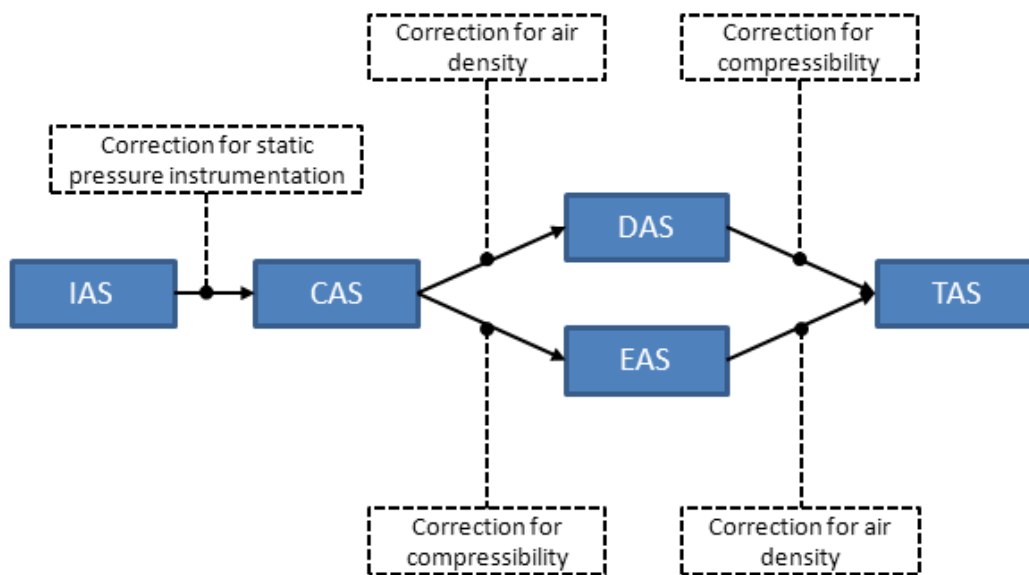 Correction for air
density
Correction for
compressibility
Correction for static
pressure instrumentation
DAS
IAS
CAS
TAS
EAS
Correction for
compressibility
Correction for air
density